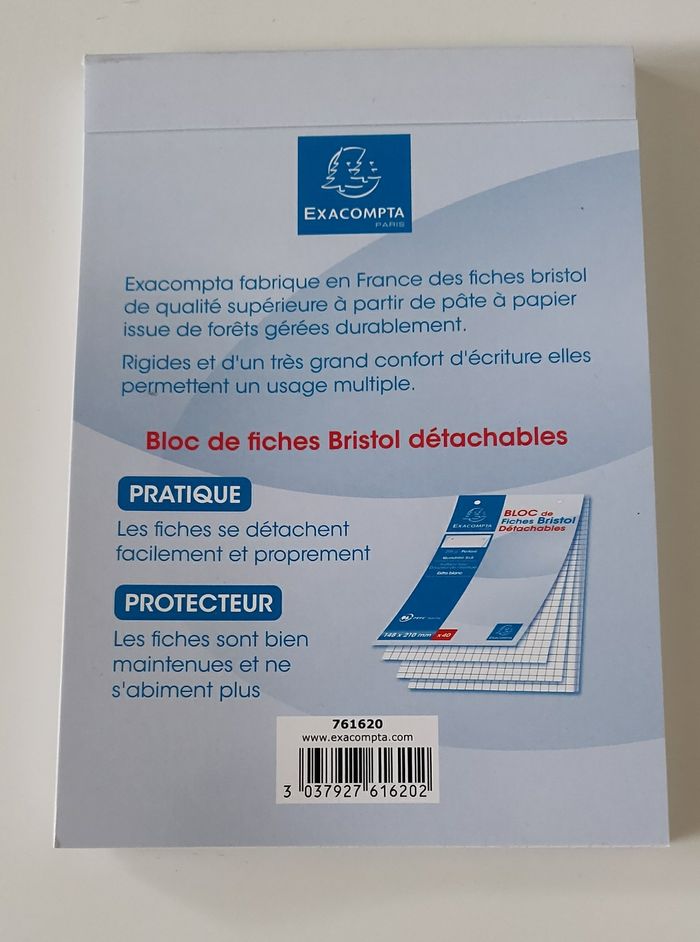 EXACOMPTA
PARIS
Exacompta fabrique en France des fiches bristol
de qualité supérieure à partir de pâte à papier
issue de forêts gérées durablement.
Rigides et d'un très grand confort d'écriture elles
permettent un usage multiple.
Bloc de fiches Bristol détachables
PRATIQUE
Les fiches se détachent
facilement et proprement
PROTECTEUR
Les fiches sont bien
maintenues et ne
s'abiment plus
EXACOMPTA
BLOC de
Fiches Bristol
Détachables
Extra blanc
148 x 210 mm x40
EXACOMPTA
761620
www.exacompta.com
3 037927 616202